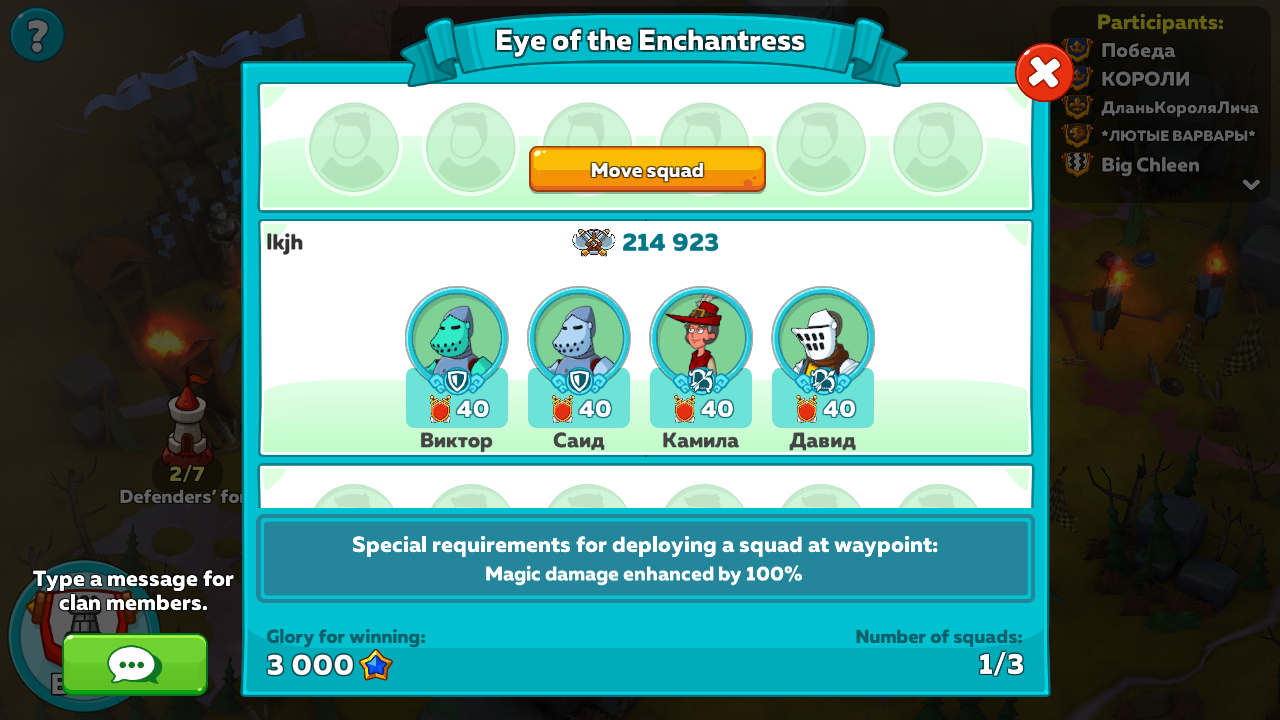 ?
Eye of the Enchantress
Participants:
Победа
КОРОЛИ
ДланьКороляЛича
*ЛЮТЫЕ ВАРВАРЫ*
Big Chleen
Move squad
lkjh
214 923
40
40
40
40
Виктор
Саид
Камила
Давид
2/7
Defenders' for
Special requirements for deploying a squad at waypoint:
Magic damage enhanced by 100%
Type a message for
clan members.
Glory for winning:
3 000
Number of squads:
1/3